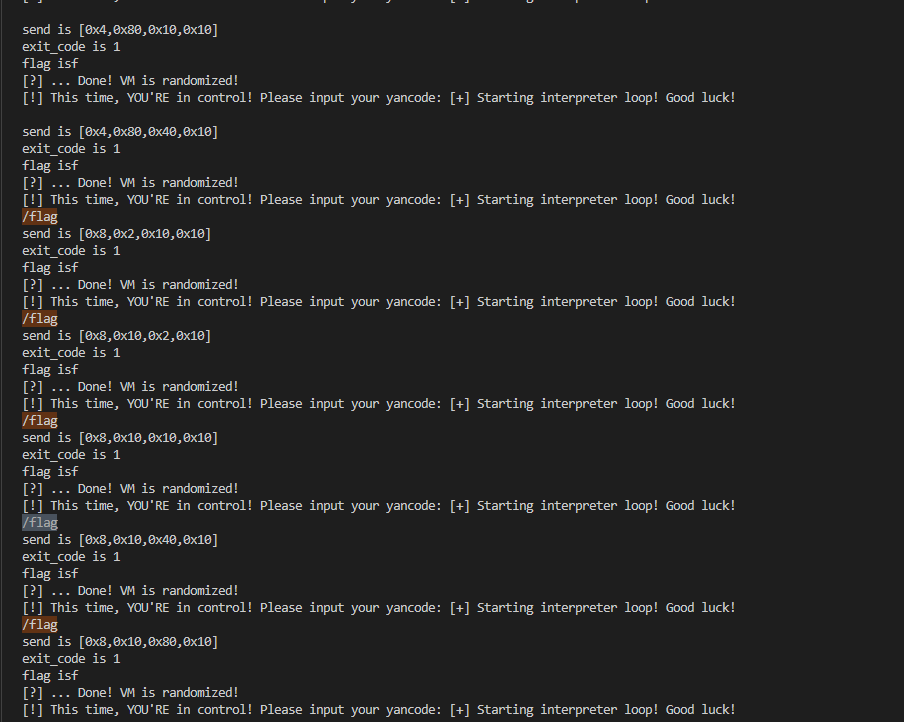 send is [0x4,0x80,0x10,0x10]
exit_code is 1
flag isf
[?] ... Done! VM is randomized!
[!] This time, YOU'RE in control! Please input your yancode: [+] Starting interpreter loop! Good luck!
send is [0x4,0x80,0x40,0x10]
exit_code is 1
flag isf
[?] ... Done! VM is randomized!
[!] This time, YOU'RE in control! Please input your yancode: [+] Starting interpreter loop! Good luck!
/flag
send is [0x8,0x2,0x10,0x10]
exit_code is 1
flag isf
[?] ... Done! VM is randomized!
[!] This time, YOU'RE in control! Please input your yancode: [+] Starting interpreter loop! Good luck!
/flag
send is [0x8,0x10,0x2,0x10]
exit_code is 1
flag isf
[?] ... Done! VM is randomized!
[!] This time, YOU'RE in control! Please input your yancode: [+] Starting interpreter loop! Good luck!
/flag
send is [0x8,0x10,0x10,0x10]
exit_code is 1
flag isf
[?] ... Done! VM is randomized!
[!] This time, YOU'RE in control! Please input your yancode: [+] Starting interpreter loop! Good luck!
/flag
send is [0x8,0x10,0x40,0x10]
exit_code is 1
flag isf
[?] ... Done! VM is randomized!
[!] This time, YOU'RE in control! Please input your yancode: [+] Starting interpreter loop! Good luck!
/flag
send is [0x8,0x10,0x80,0x10]
exit_code is 1
flag isf
[?] ... Done! VM is randomized!
[!] This time, YOU'RE in control! Please input your yancode: [+] Starting interpreter loop! Good luck!